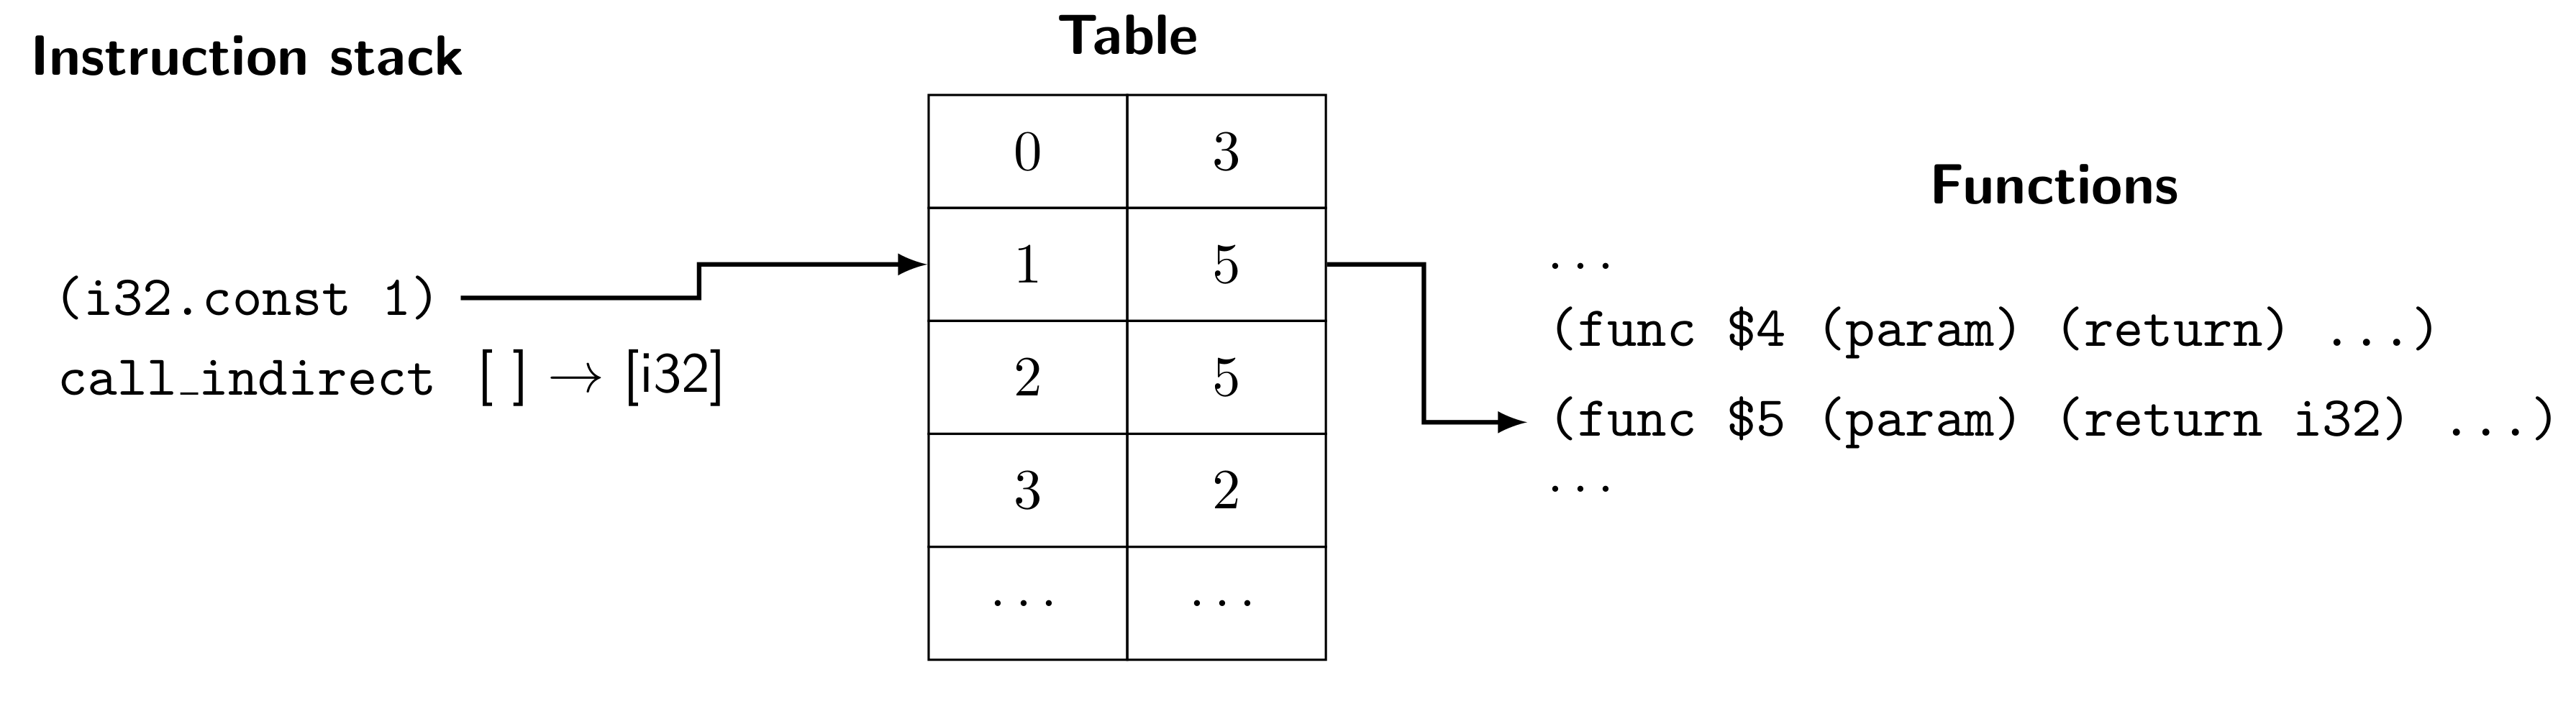 Instruction stack
(i32.const 1)
call_indirect [ ] → [i32]
Table
0 3
1 5
2 5
3 2
... ...
Functions
...
(func $4 (param) (return) ...)
(func $5 (param) (return i32) ...)
...